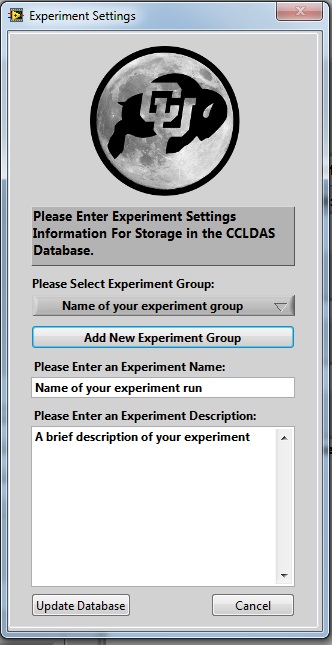 Experiment Settings
CU
Please Enter Experiment Settings
Information For Storage in the CCLDAS
Database.
Please Select Experiment Group:
Name of your experiment group
Add New Experiment Group
Please Enter an Experiment Name:
Name of your experiment run
Please Enter an Experiment Description:
A brief description of your experiment
Update Database
Cancel